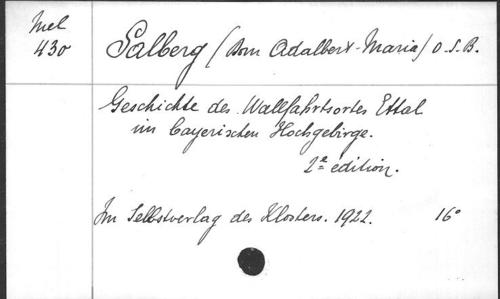 Mel
430
Salberg (Dom Adalbert-Maria) O.S.B.
Geschichte des Wallfahrtsortes Ettal
im bayerischen Hochgebirge.
2e edition.
Im Selbstverlag des Klosters. 1922. 16°